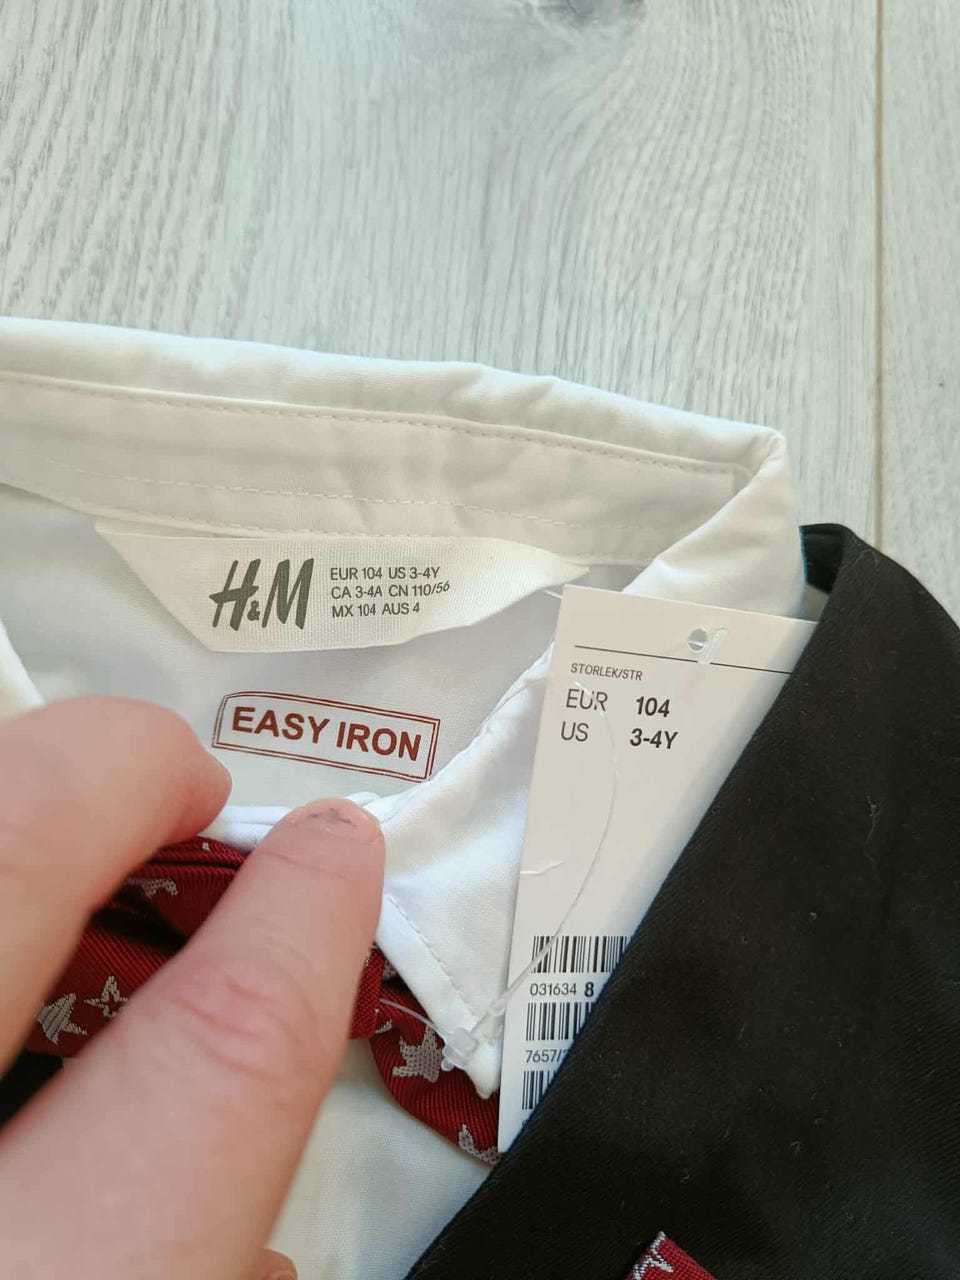 H&M
EUR 104 US 3-4Y
CA 3-4A CN 110/56
MX 104 AUS 4
EASY IRON
STORLEK/STR
EUR 104
US 3-4Y
031634 8
7657/